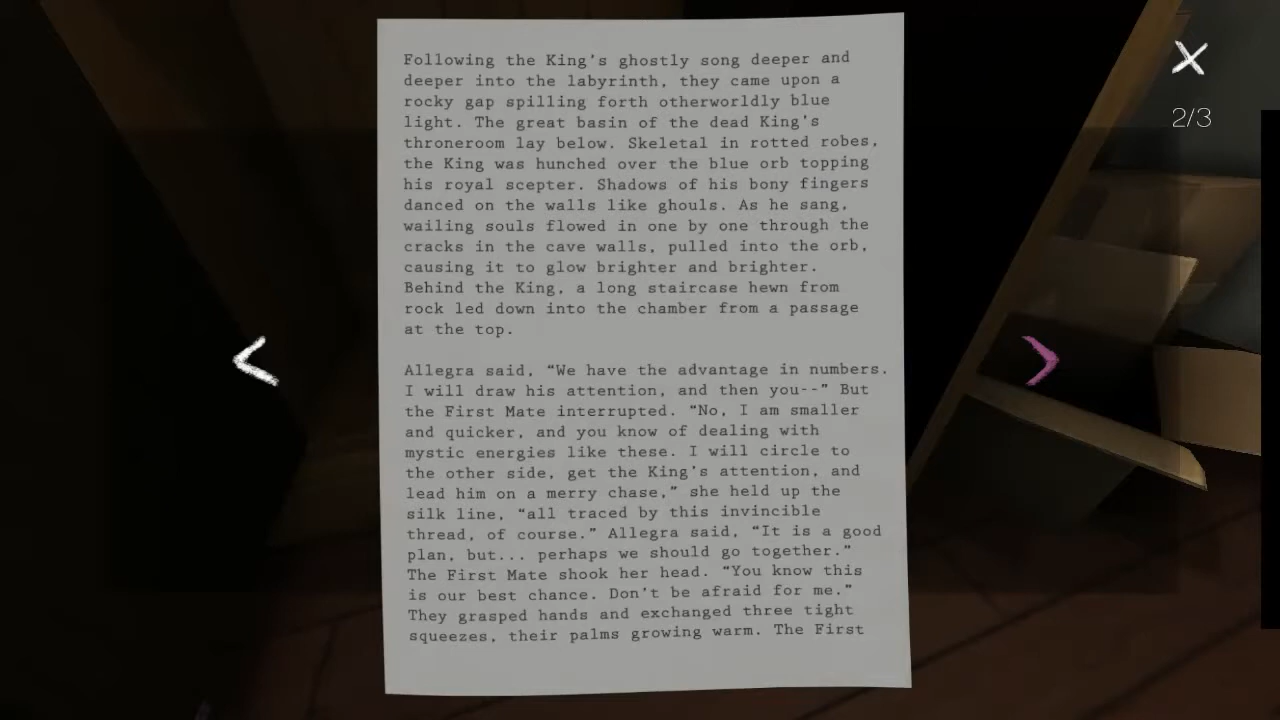 Following the King's ghostly song deeper and
deeper into the labyrinth, they came upon a
rocky gap spilling forth otherworldly blue
light. The great basin of the dead King's
throneroom lay below. Skeletal in rotted robes,
the King was hunched over the blue orb topping
his royal scepter. Shadows of his bony fingers
danced on the walls like ghouls. As he sang,
wailing souls flowed in one by one through the
cracks in the cave walls, pulled into the orb,
causing it to glow brighter and brighter.
Behind the King, a long staircase hewn from
rock led down into the chamber from a passage
at the top.

Allegra said, “We have the advantage in numbers.
I will draw his attention, and then you--” But
the First Mate interrupted. “No, I am smaller
and quicker, and you know of dealing with
mystic energies like these. I will circle to
the other side, get the King's attention, and
lead him on a merry chase,” she held up the
silk line, “all traced by this invincible
thread, of course.” Allegra said, “It is a good
plan, but... perhaps we should go together.”
The First Mate shook her head. “You know this
is our best chance. Don't be afraid for me.”
They grasped hands and exchanged three tight
squeezes, their palms growing warm. The First
2/3